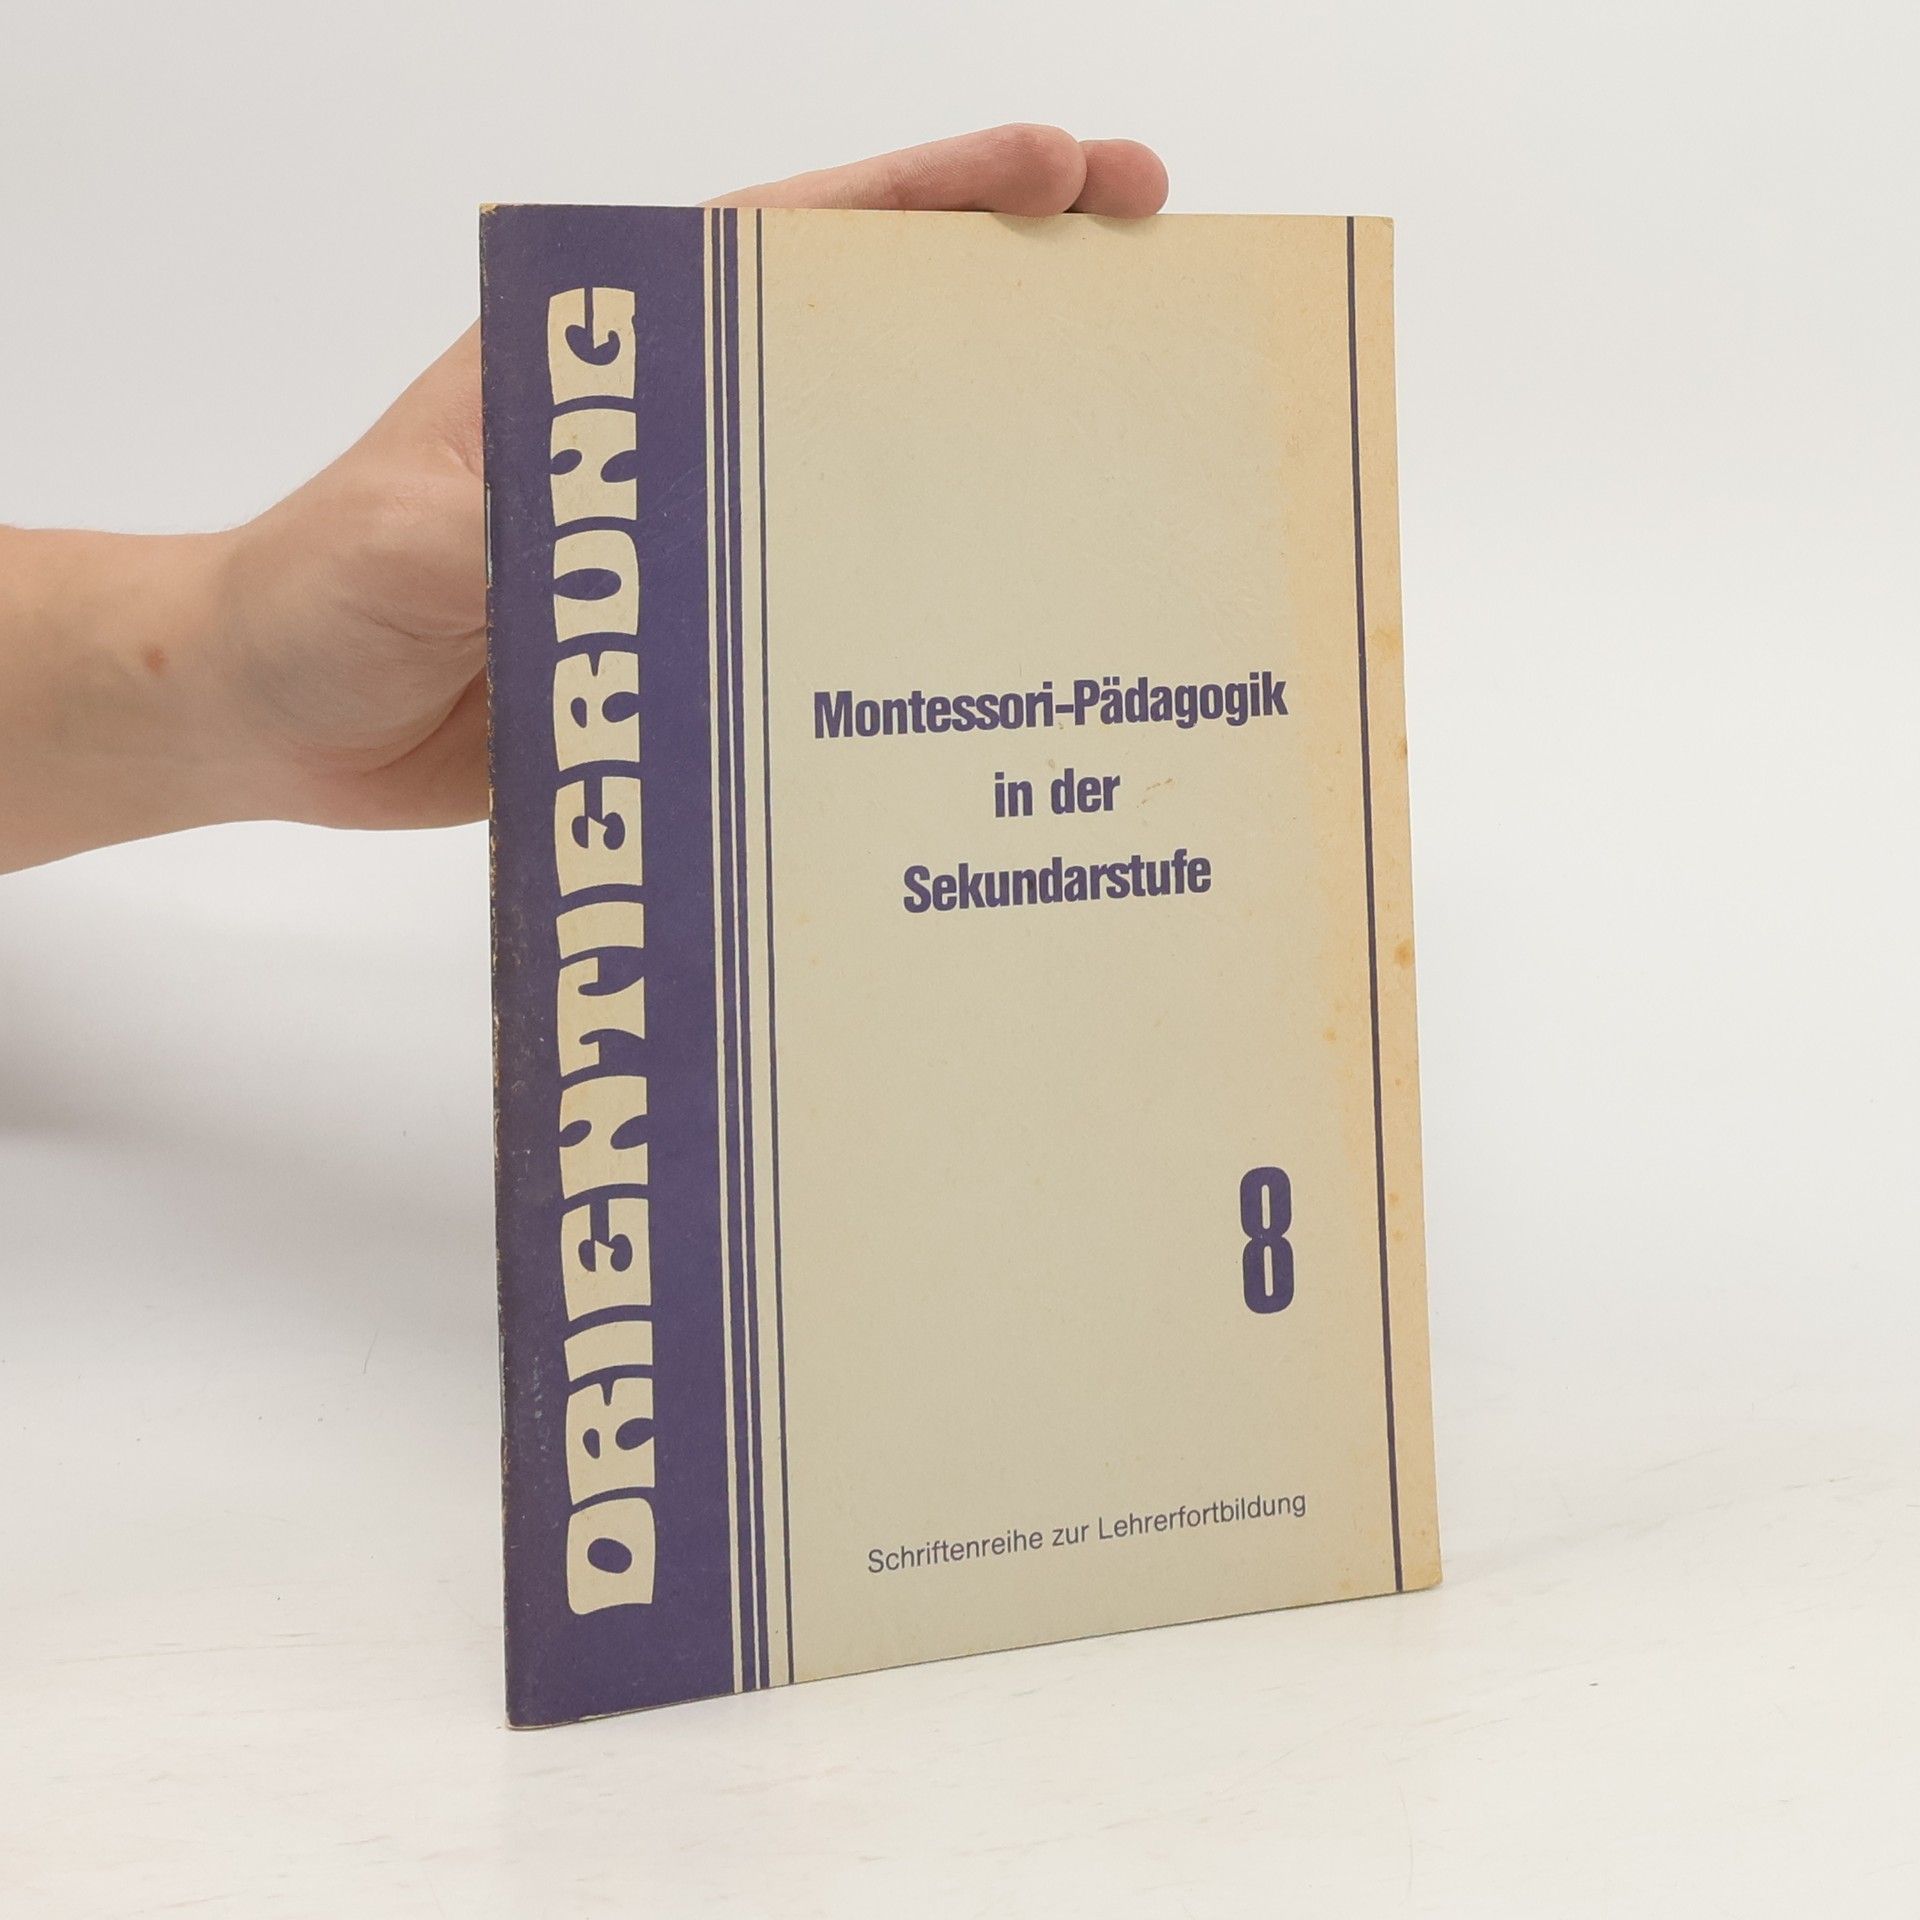 ORIENTIERUNG
Montessori-Pädagogik
in der
Sekundarstufe
8
Schriftenreihe zur Lehrerfortbildung